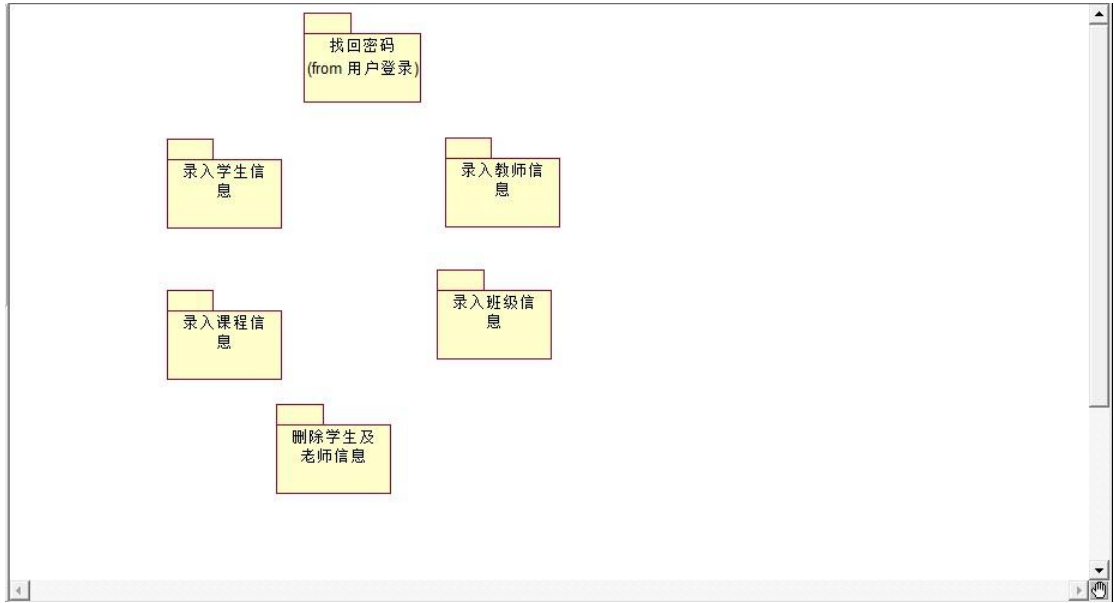 找回密码
(from 用户登录)
录入学生信
息
录入教师信
息
录入课程信
息
录入班级信
息
删除学生及
老师信息